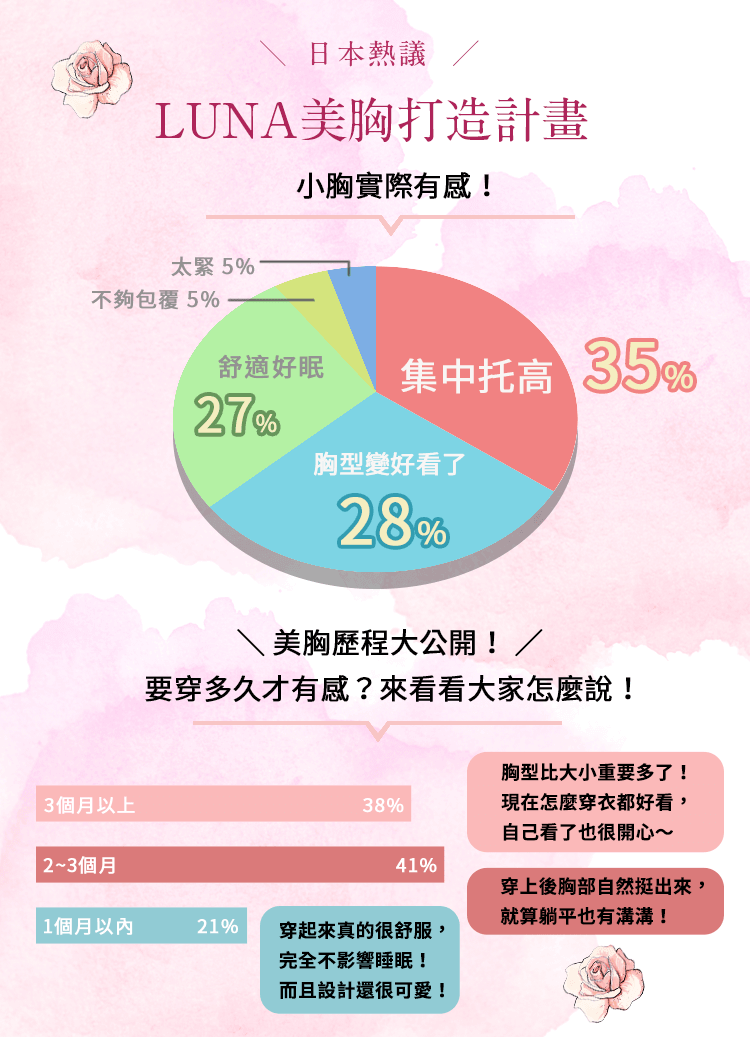 日本熱議
LUNA美胸打造計畫
小胸實際有感！
太緊 5%
不夠包覆 5%
舒適好眠
27%
集中托高
35%
胸型變好看了
28%
美胸歷程大公開！
要穿多久才有感？來看看大家怎麼說！
3個月以上 38%
胸型比大小重要多了！
現在怎麼穿衣都好看，
自己看了也很開心～
2~3個月 41%
穿上後胸部自然挺出來，
就算躺平也有溝溝！
1個月以內 21%
穿起來真的很舒服，
完全不影響睡眠！
而且設計還很可愛！